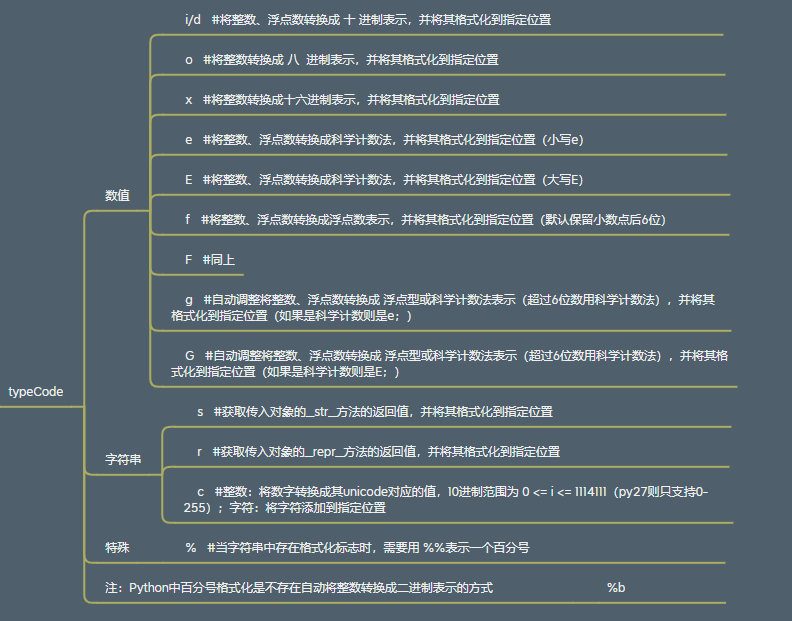 i/d #将整数、浮点数转换成 十 进制表示，并将其格式化到指定位置
o #将整数转换成 八 进制表示，并将其格式化到指定位置
x #将整数转换成十六进制表示，并将其格式化到指定位置
e #将整数、浮点数转换成科学计数法，并将其格式化到指定位置（小写e）
E #将整数、浮点数转换成科学计数法，并将其格式化到指定位置（大写E）
数值
f #将整数、浮点数转换成浮点数表示，并将其格式化到指定位置（默认保留小数点后6位）
F #同上
g #自动调整将整数、浮点数转换成 浮点型或科学计数法表示（超过6位数用科学计数法），并将其
格式化到指定位置（如果是科学计数则是e；）
G #自动调整将整数、浮点数转换成 浮点型或科学计数法表示（超过6位数用科学计数法），并将其格
式化到指定位置（如果是科学计数则是E；）
typeCode
s #获取传入对象的__str__方法的返回值，并将其格式化到指定位置
r #获取传入对象的__repr__方法的返回值，并将其格式化到指定位置
字符串
c #整数：将数字转换成其unicode对应的值，10进制范围为 0 <= i <= 1114111（py27则只支持0-
255）；字符：将字符添加到指定位置
特殊 % #当字符串中存在格式化标志时，需要用 %%表示一个百分号
注：Python中百分号格式化是不存在自动将整数转换成二进制表示的方式 %b